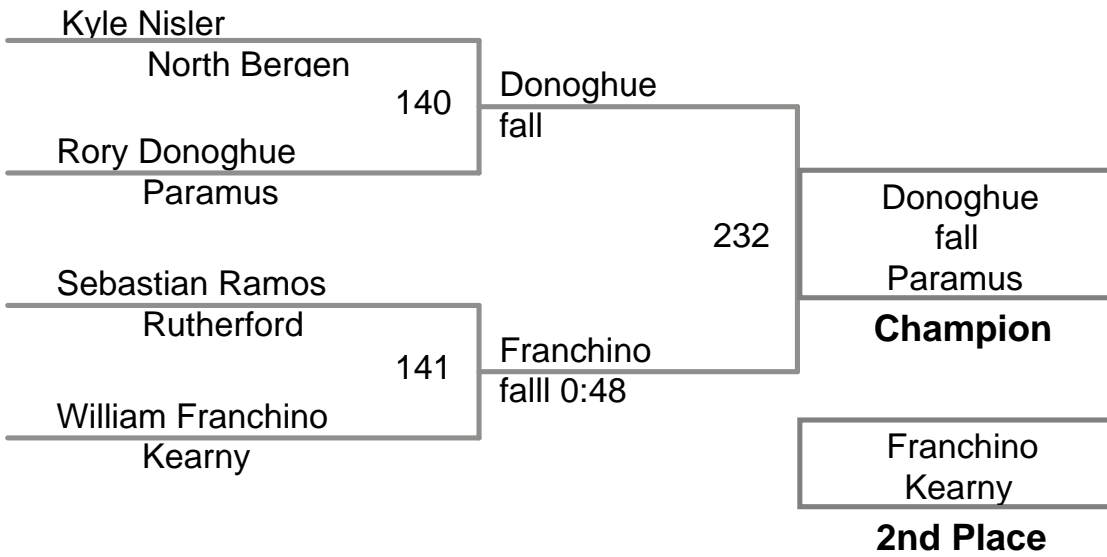 Kyle Nisler
North Bergen
140
Donoghue
fall
Rory Donoghue
Paramus
232
Donoghue
fall
Paramus
Champion
Sebastian Ramos
Rutherford
141
Franchino
falll 0:48
William Franchino
Kearny
Franchino
Kearny
2nd Place